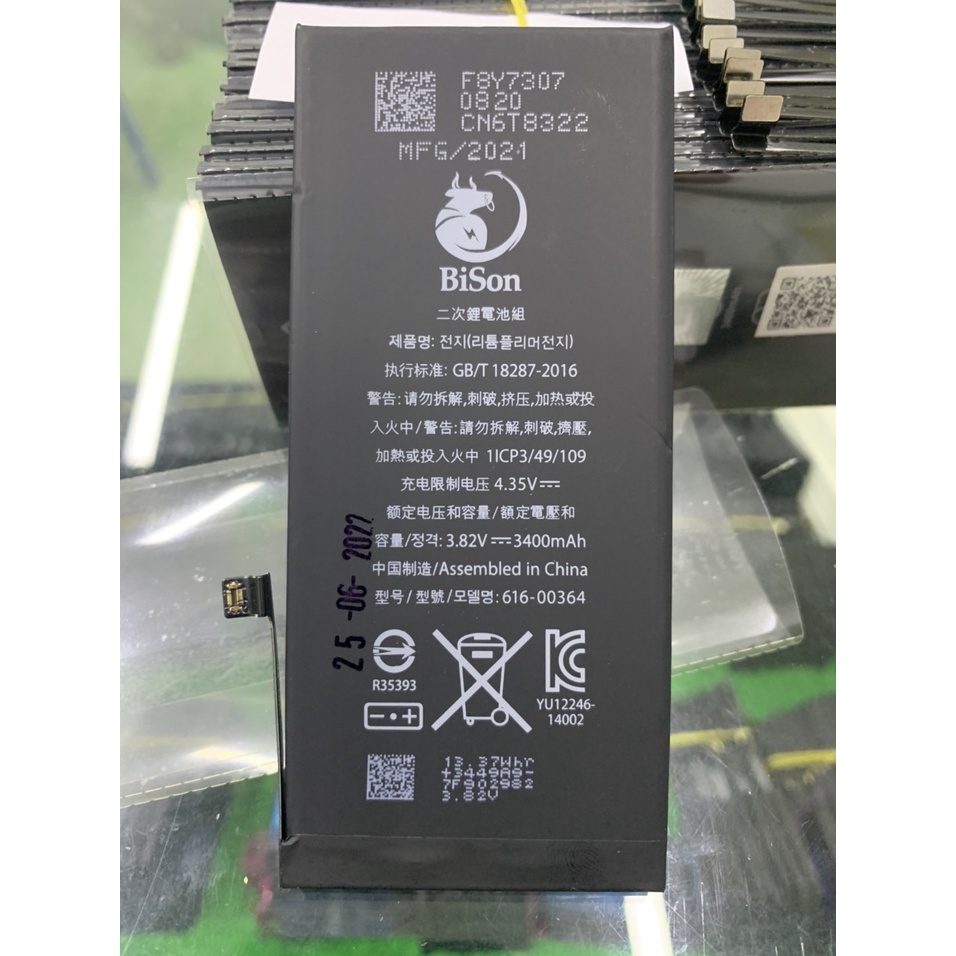 F8Y7307
0820
CN6T8322
MFG/2021
BiSon
二次鋰電池組
제품명: 전지(리튬폴리머전지)
执行标准: GB/T 18287-2016
警告: 请勿拆解,刺破,挤压,加热或投
入火中/警告: 請勿拆解,刺破,擠壓,
加熱或投入火中 1ICP3/49/109
充电限制电压 4.35V⎓
额定电压和容量/額定電壓和
容量/정격: 3.82V⎓3400mAh
中国制造/Assembled in China
型号/型號/모델명: 616-00364
25-06-2022
R35393
YU12246-
14002
13.37Whr
+3449A9-
7F902982
3.82V